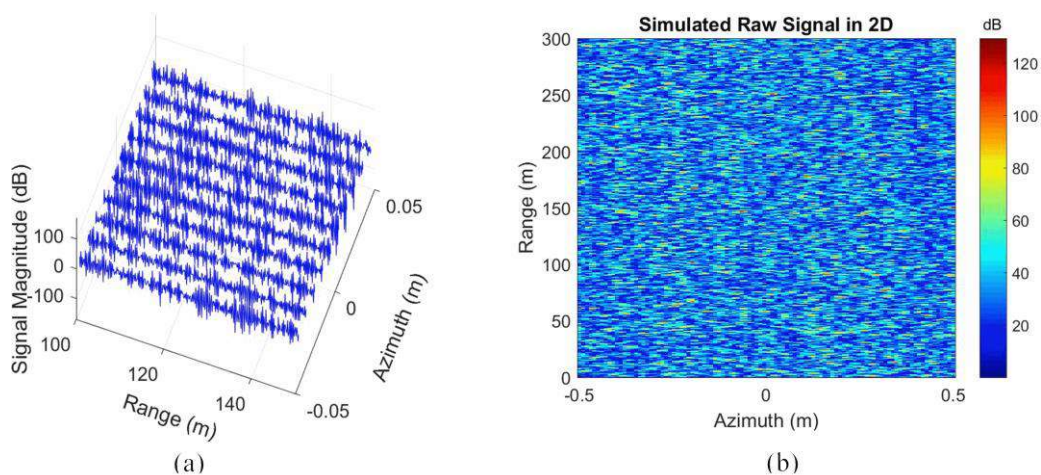 Signal Magnitude (dB)
100
0
-100
100
120
140
Range (m)
-0.05
0
0.05
Azimuth (m)
(a)
Simulated Raw Signal in 2D
dB
Range (m)
300
250
200
150
100
50
0
-0.5
0
0.5
Azimuth (m)
120
100
80
60
40
20
(b)